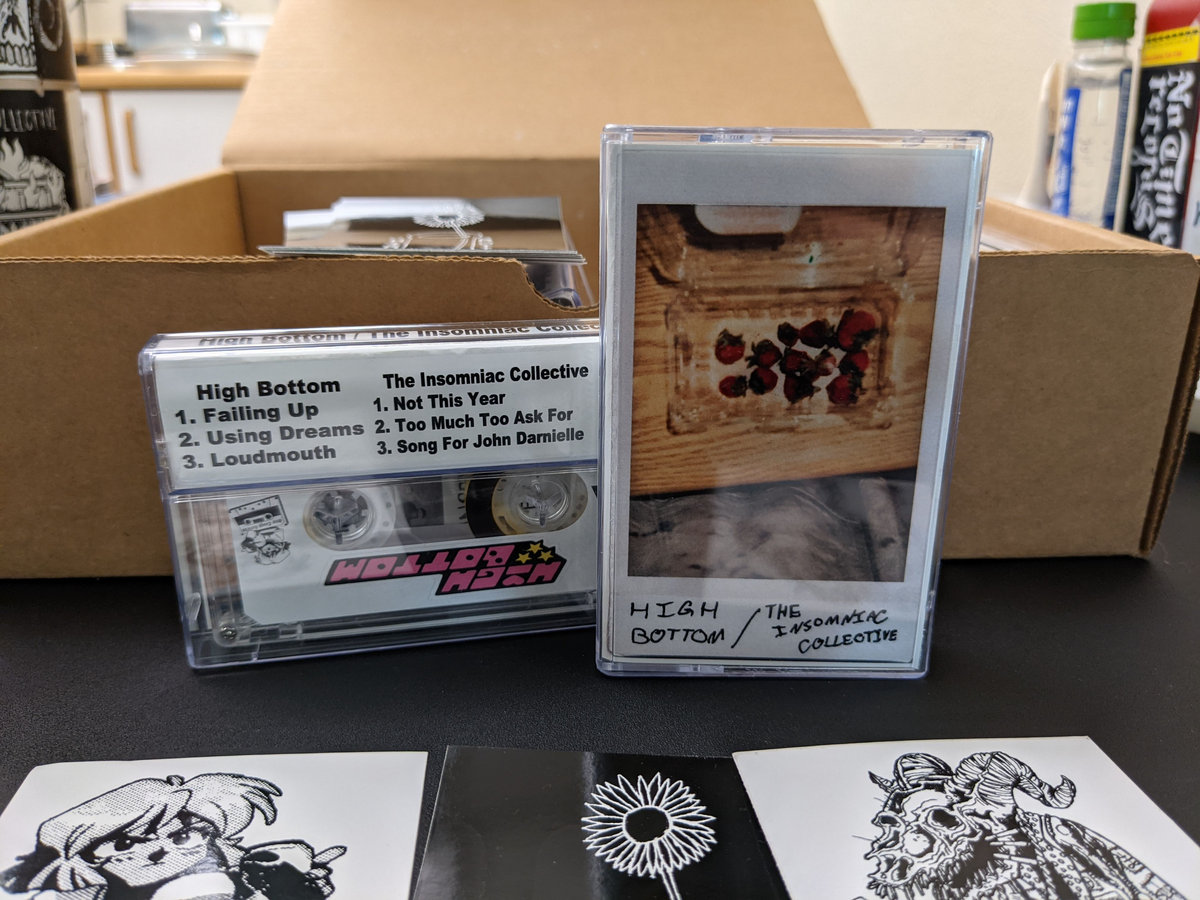 COLLECTIVE
High Bottom / The Insomniac Collec
High Bottom
1. Failing Up
2. Using Dreams
3. Loudmouth
The Insomniac Collective
1. Not This Year
2. Too Much Too Ask For
3. Song For John Darnielle
HIGH
BOTTOM
HIGH
BOTTOM
/
THE
INSOMNIAC
COLLECTIVE